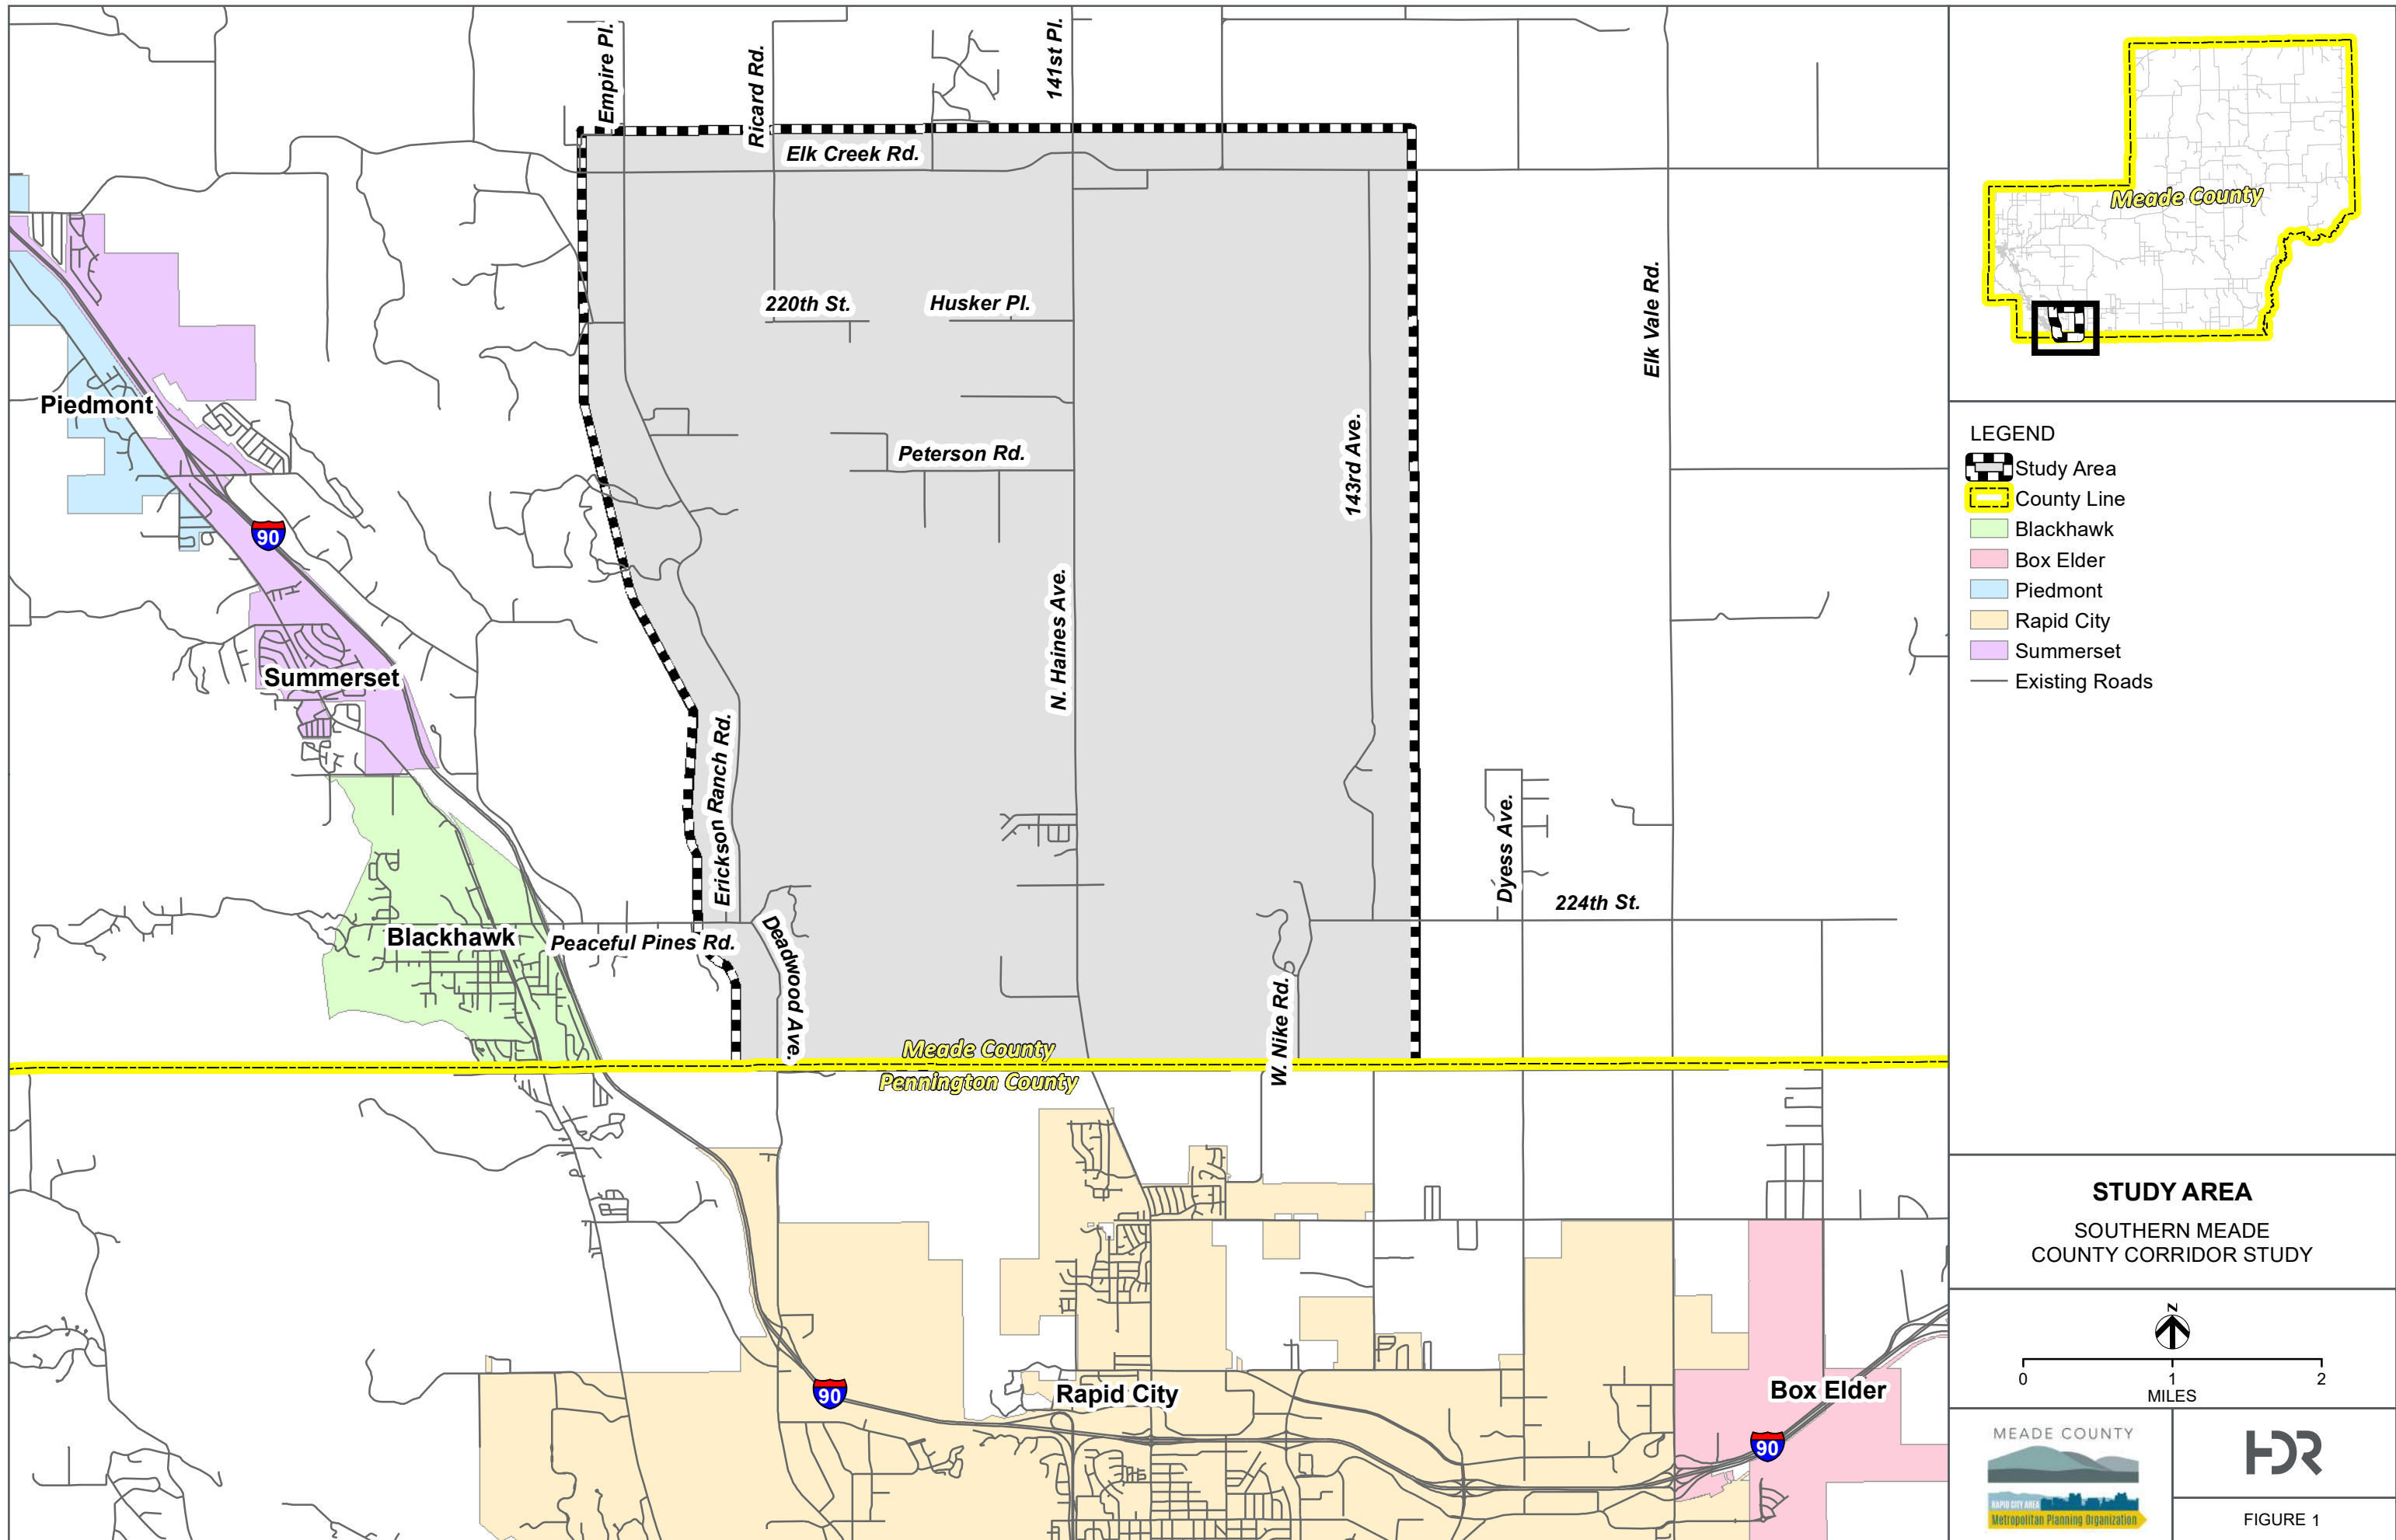 Empire Pl.
Ricard Rd.
141st Pl.
Elk Creek Rd.
220th St.
Husker Pl.
Elk Vale Rd.
Piedmont
Peterson Rd.
143rd Ave.
90
N. Haines Ave.
Summerset
Erickson Ranch Rd.
Dyess Ave.
224th St.
Blackhawk
Peaceful Pines Rd.
Deadwood Ave.
W. Nike Rd.
Meade County
Pennington County
90
Rapid City
Box Elder
90
Meade County
LEGEND
Study Area
County Line
Blackhawk
Box Elder
Piedmont
Rapid City
Summerset
Existing Roads
STUDY AREA
SOUTHERN MEADE
COUNTY CORRIDOR STUDY
N
0 1 2
MILES
MEADE COUNTY
RAPID CITY AREA
Metropolitan Planning Organization
HDR
FIGURE 1